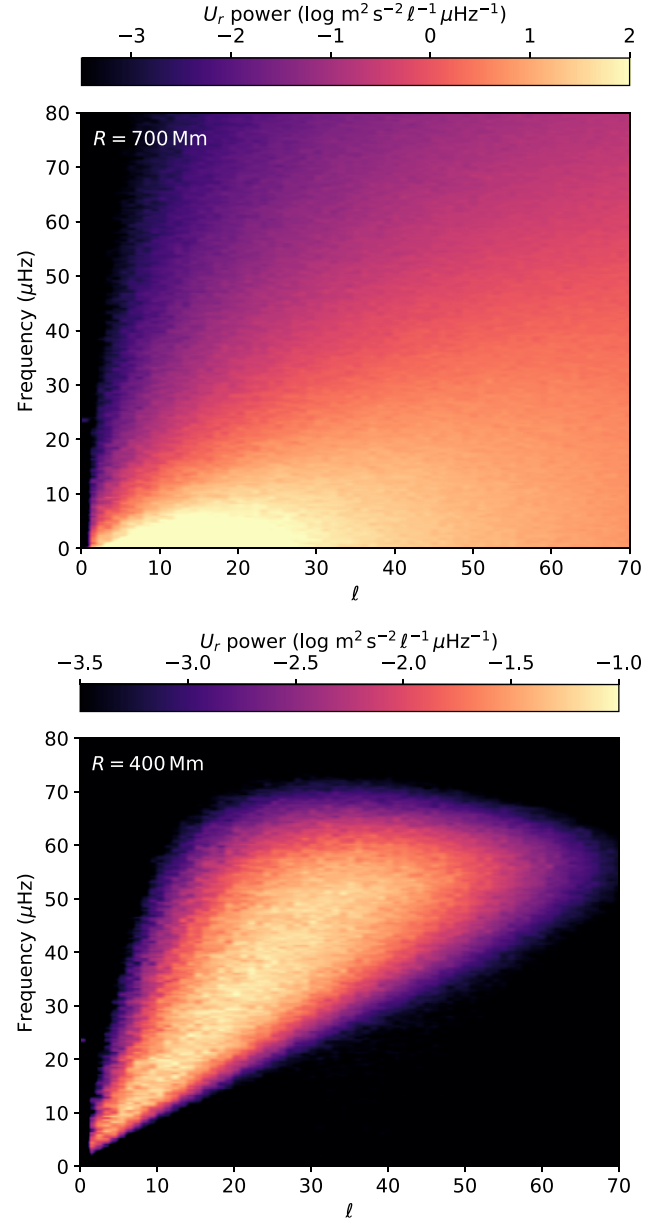 U_r power (log m² s⁻² ℓ⁻¹ μHz⁻¹)
−3 −2 −1 0 1 2
R = 700 Mm
80
70
60
50
40
30
20
10
0
Frequency (μHz)
0 10 20 30 40 50 60 70
ℓ
U_r power (log m² s⁻² ℓ⁻¹ μHz⁻¹)
−3.5 −3.0 −2.5 −2.0 −1.5 −1.0
R = 400 Mm
80
70
60
50
40
30
20
10
0
Frequency (μHz)
0 10 20 30 40 50 60 70
ℓ